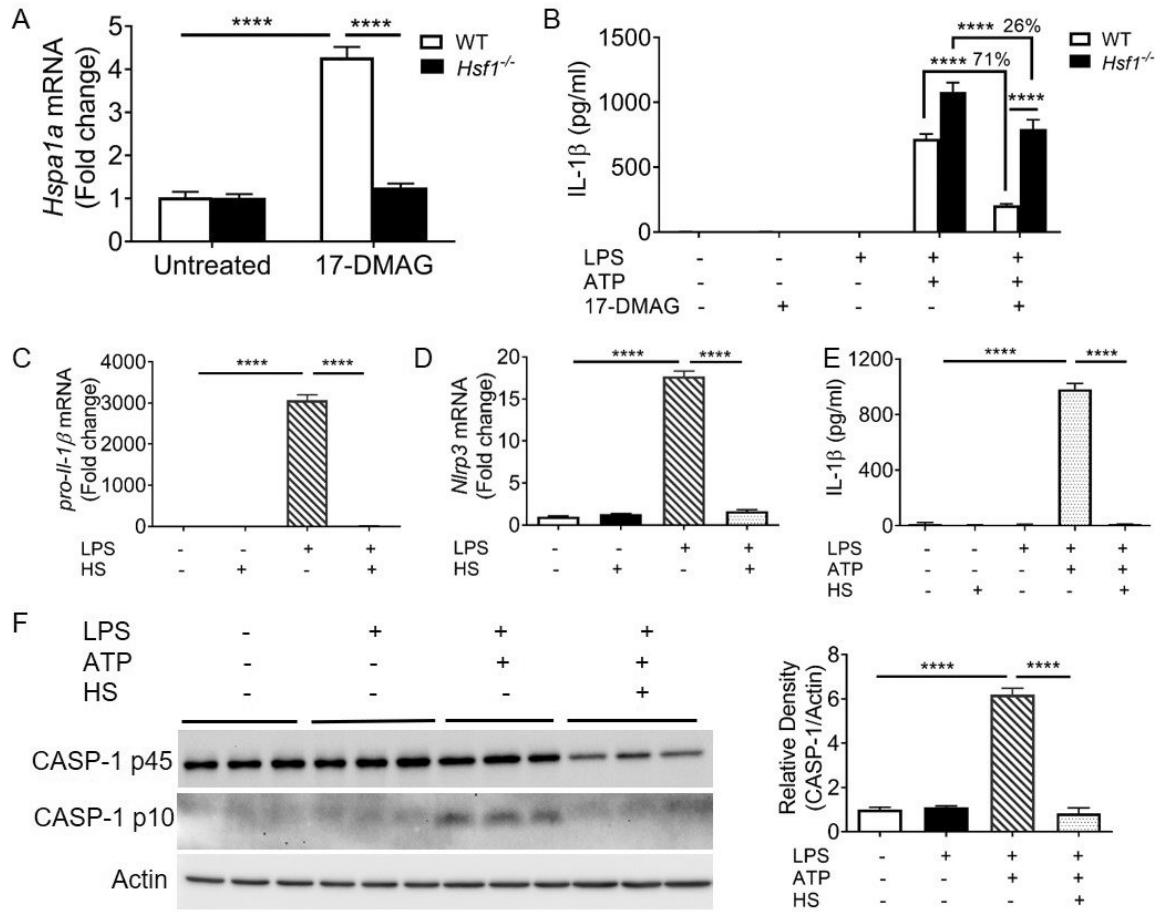 A
Hspa1a mRNA
(Fold change)
5
4
3
2
1
0
****
****
WT
Hsf1-/-
Untreated
17-DMAG
B
IL-1β (pg/ml)
1500
1000
500
0
**** 26%
**** 71%
****
WT
Hsf1-/-
LPS - - + + +
ATP - - - + +
17-DMAG - + - - +
C
pro-Il-1β mRNA
(Fold change)
4000
3000
2000
1000
0
**** ****
LPS - - + +
HS - + - +
D
Nlrp3 mRNA
(Fold change)
20
15
10
5
0
**** ****
LPS - - + +
HS - + - +
E
IL-1β (pg/ml)
1200
800
400
0
**** ****
LPS - - + + +
ATP - - - + +
HS - + - - +
F
LPS - + + +
ATP - - + +
HS - - - +
CASP-1 p45
CASP-1 p10
Actin
Relative Density
(CASP-1/Actin)
8
6
4
2
0
**** ****
LPS - + + +
ATP - - + +
HS - - - +